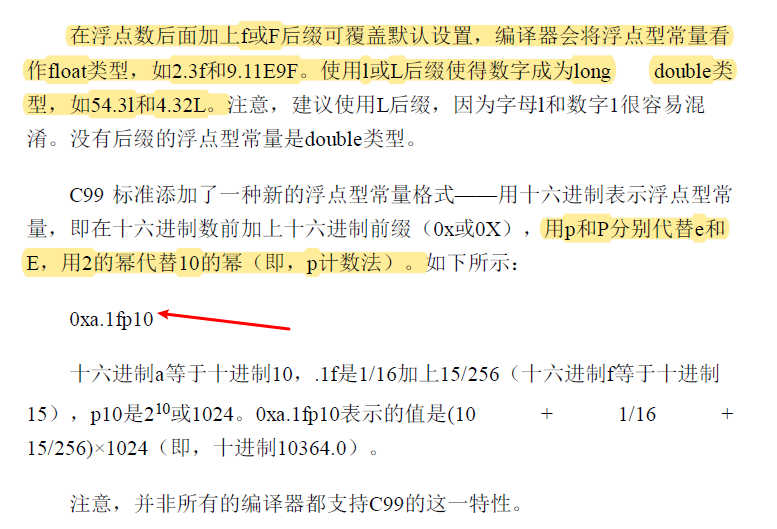 在浮点数后面加上f或F后缀可覆盖默认设置，编译器会将浮点型常量看
作float类型，如2.3f和9.11E9F。使用l或L后缀使得数字成为long double类
型，如54.3l和4.32L。注意，建议使用L后缀，因为字母l和数字1很容易混
淆。没有后缀的浮点型常量是double类型。
C99 标准添加了一种新的浮点型常量格式——用十六进制表示浮点型常
量，即在十六进制数前加上十六进制前缀（0x或0X），用p和P分别代替e和
E，用2的幂代替10的幂（即，p计数法）。如下所示：
0xa.1fp10
十六进制a等于十进制10，.1f是1/16加上15/256（十六进制f等于十进制
15），p10是2¹⁰或1024。0xa.1fp10表示的值是(10 + 1/16 +
15/256)×1024（即，十进制10364.0）。
注意，并非所有的编译器都支持C99的这一特性。